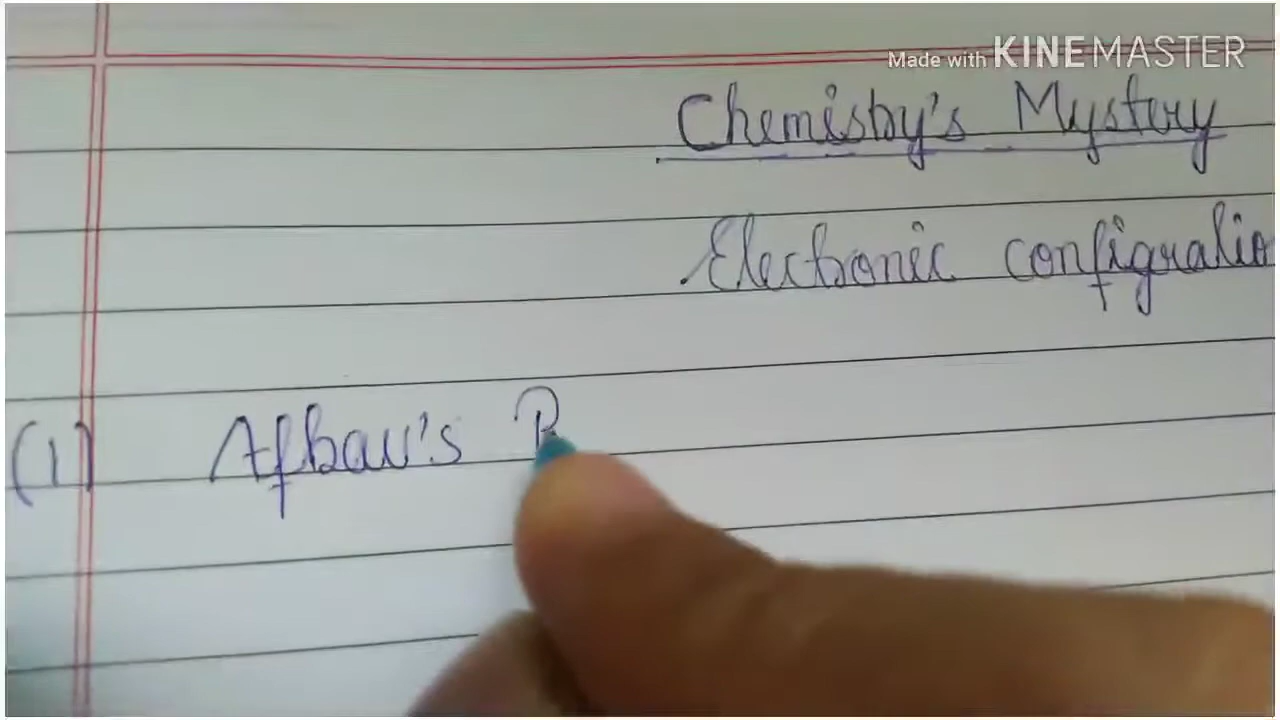 Made with KINEMASTER
Chemistry's Mystery
Electronic configratio
(1) Afbau's